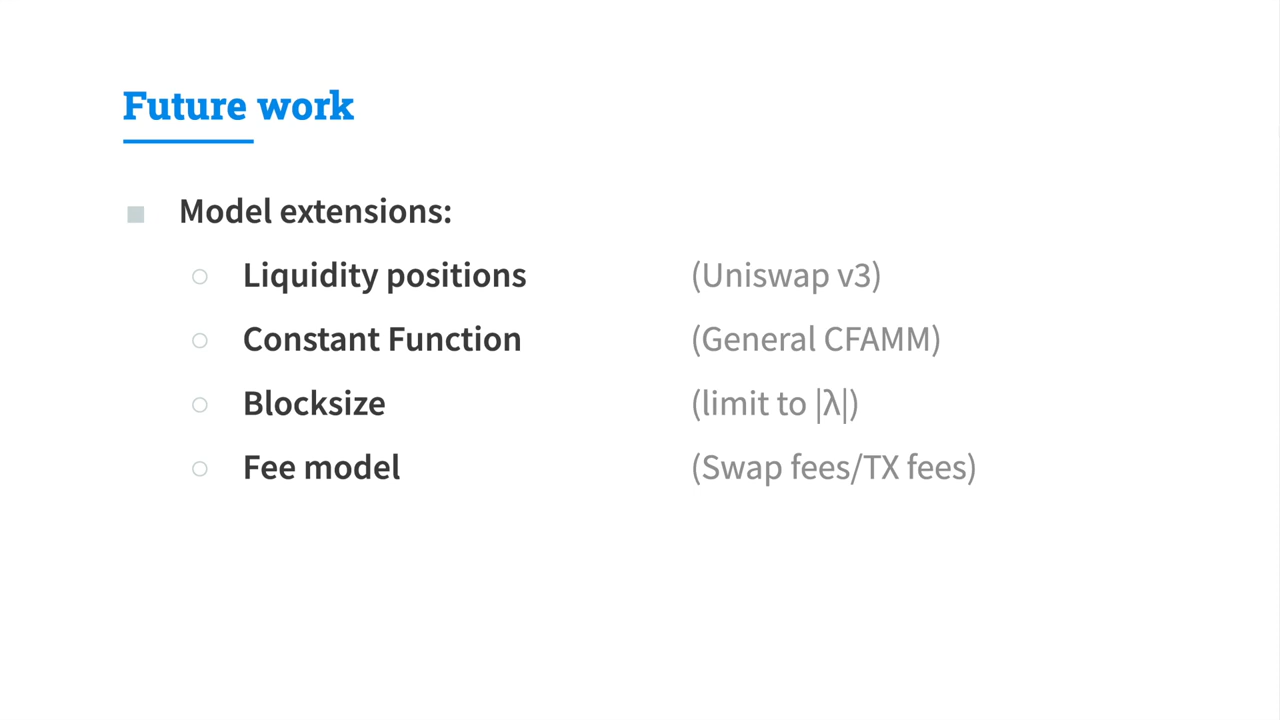 Future work
Model extensions:
Liquidity positions (Uniswap v3)
Constant Function (General CFAMM)
Blocksize (limit to |λ|)
Fee model (Swap fees/TX fees)